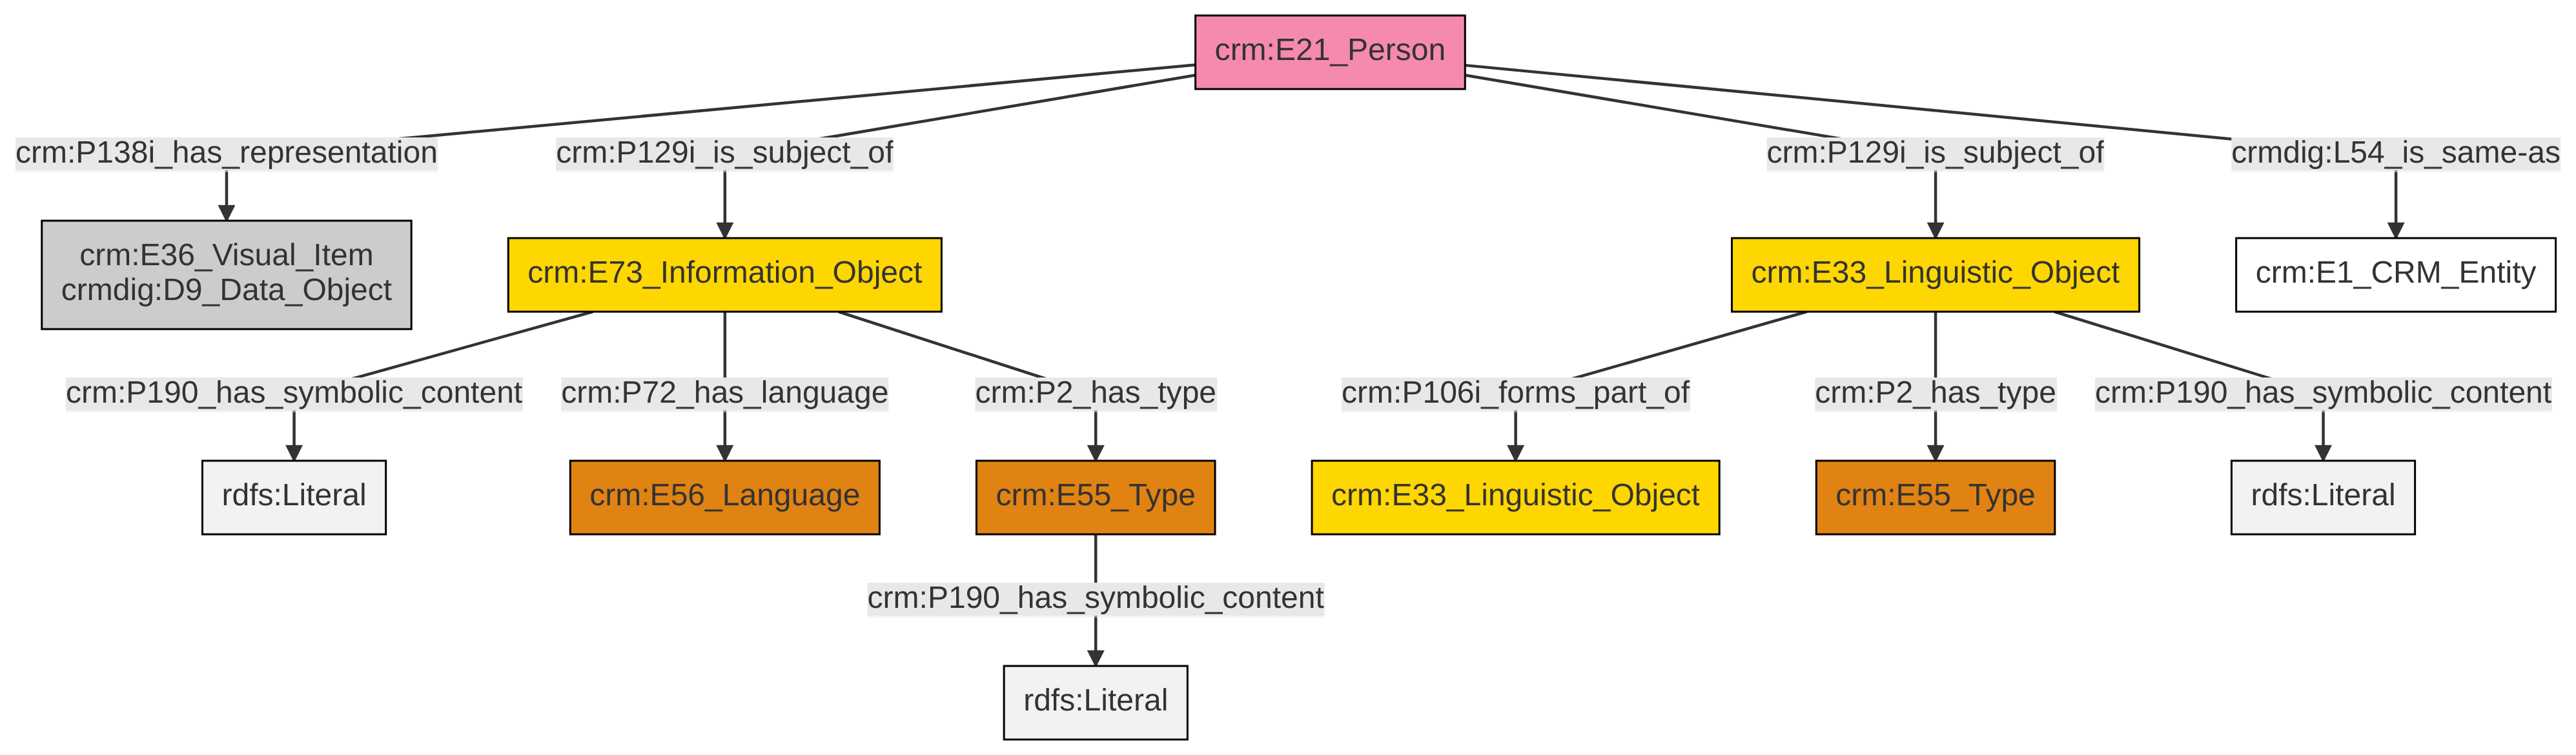 crm:E21_Person
crm:P138i_has_representation
crm:P129i_is_subject_of
crm:P129i_is_subject_of
crmdig:L54_is_same-as
crm:E36_Visual_Item
crmdig:D9_Data_Object
crm:E73_Information_Object
crm:E33_Linguistic_Object
crm:E1_CRM_Entity
crm:P190_has_symbolic_content
crm:P72_has_language
crm:P2_has_type
crm:P106i_forms_part_of
crm:P2_has_type
crm:P190_has_symbolic_content
rdfs:Literal
crm:E56_Language
crm:E55_Type
crm:E33_Linguistic_Object
crm:E55_Type
rdfs:Literal
crm:P190_has_symbolic_content
rdfs:Literal